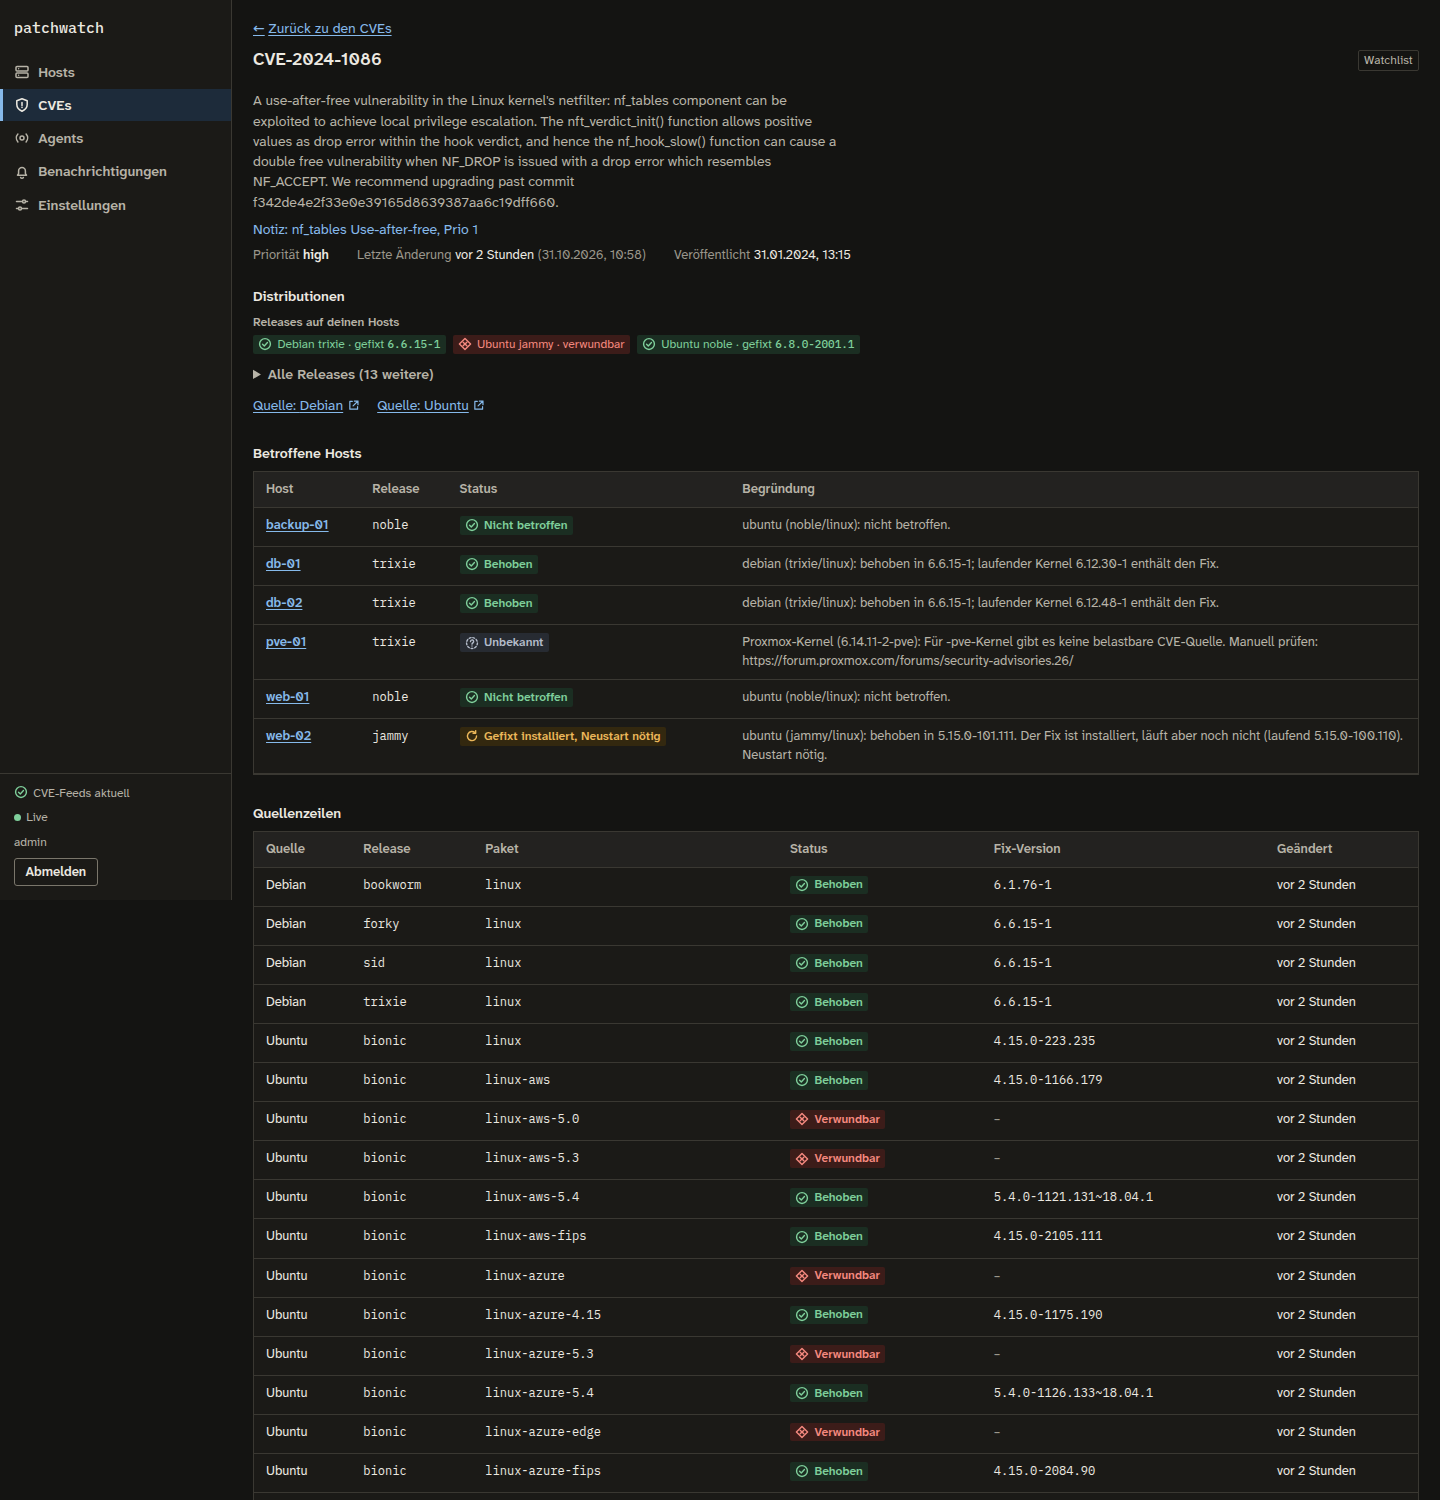 patchwatch
Hosts
CVEs
Agents
Benachrichtigungen
Einstellungen
CVE-Feeds aktuell
Live
admin
Abmelden
← Zurück zu den CVEs
CVE-2024-1086
Watchlist
A use-after-free vulnerability in the Linux kernel's netfilter: nf_tables component can be
exploited to achieve local privilege escalation. The nft_verdict_init() function allows positive
values as drop error within the hook verdict, and hence the nf_hook_slow() function can cause a
double free vulnerability when NF_DROP is issued with a drop error which resembles
NF_ACCEPT. We recommend upgrading past commit
f342de4e2f33e0e39165d8639387aa6c19dff660.
Notiz: nf_tables Use-after-free, Prio 1
Priorität high Letzte Änderung vor 2 Stunden (31.10.2026, 10:58) Veröffentlicht 31.01.2024, 13:15
Distributionen
Releases auf deinen Hosts
Debian trixie · gefixt 6.6.15-1 Ubuntu jammy · verwundbar Ubuntu noble · gefixt 6.8.0-2001.1
Alle Releases (13 weitere)
Quelle: Debian Quelle: Ubuntu
Betroffene Hosts
Host Release Status Begründung
backup-01 noble Nicht betroffen ubuntu (noble/linux): nicht betroffen.
db-01 trixie Behoben debian (trixie/linux): behoben in 6.6.15-1; laufender Kernel 6.12.30-1 enthält den Fix.
db-02 trixie Behoben debian (trixie/linux): behoben in 6.6.15-1; laufender Kernel 6.12.48-1 enthält den Fix.
pve-01 trixie Unbekannt Proxmox-Kernel (6.14.11-2-pve): Für -pve-Kernel gibt es keine belastbare CVE-Quelle. Manuell prüfen:
https://forum.proxmox.com/forums/security-advisories.26/
web-01 noble Nicht betroffen ubuntu (noble/linux): nicht betroffen.
web-02 jammy Gefixt installiert, Neustart nötig ubuntu (jammy/linux): behoben in 5.15.0-101.111. Der Fix ist installiert, läuft aber noch nicht (laufend 5.15.0-100.110).
Neustart nötig.
Quellenzeilen
Quelle Release Paket Status Fix-Version Geändert
Debian bookworm linux Behoben 6.1.76-1 vor 2 Stunden
Debian forky linux Behoben 6.6.15-1 vor 2 Stunden
Debian sid linux Behoben 6.6.15-1 vor 2 Stunden
Debian trixie linux Behoben 6.6.15-1 vor 2 Stunden
Ubuntu bionic linux Behoben 4.15.0-223.235 vor 2 Stunden
Ubuntu bionic linux-aws Behoben 4.15.0-1166.179 vor 2 Stunden
Ubuntu bionic linux-aws-5.0 Verwundbar – vor 2 Stunden
Ubuntu bionic linux-aws-5.3 Verwundbar – vor 2 Stunden
Ubuntu bionic linux-aws-5.4 Behoben 5.4.0-1121.131~18.04.1 vor 2 Stunden
Ubuntu bionic linux-aws-fips Behoben 4.15.0-2105.111 vor 2 Stunden
Ubuntu bionic linux-azure Verwundbar – vor 2 Stunden
Ubuntu bionic linux-azure-4.15 Behoben 4.15.0-1175.190 vor 2 Stunden
Ubuntu bionic linux-azure-5.3 Verwundbar – vor 2 Stunden
Ubuntu bionic linux-azure-5.4 Behoben 5.4.0-1126.133~18.04.1 vor 2 Stunden
Ubuntu bionic linux-azure-edge Verwundbar – vor 2 Stunden
Ubuntu bionic linux-azure-fips Behoben 4.15.0-2084.90 vor 2 Stunden